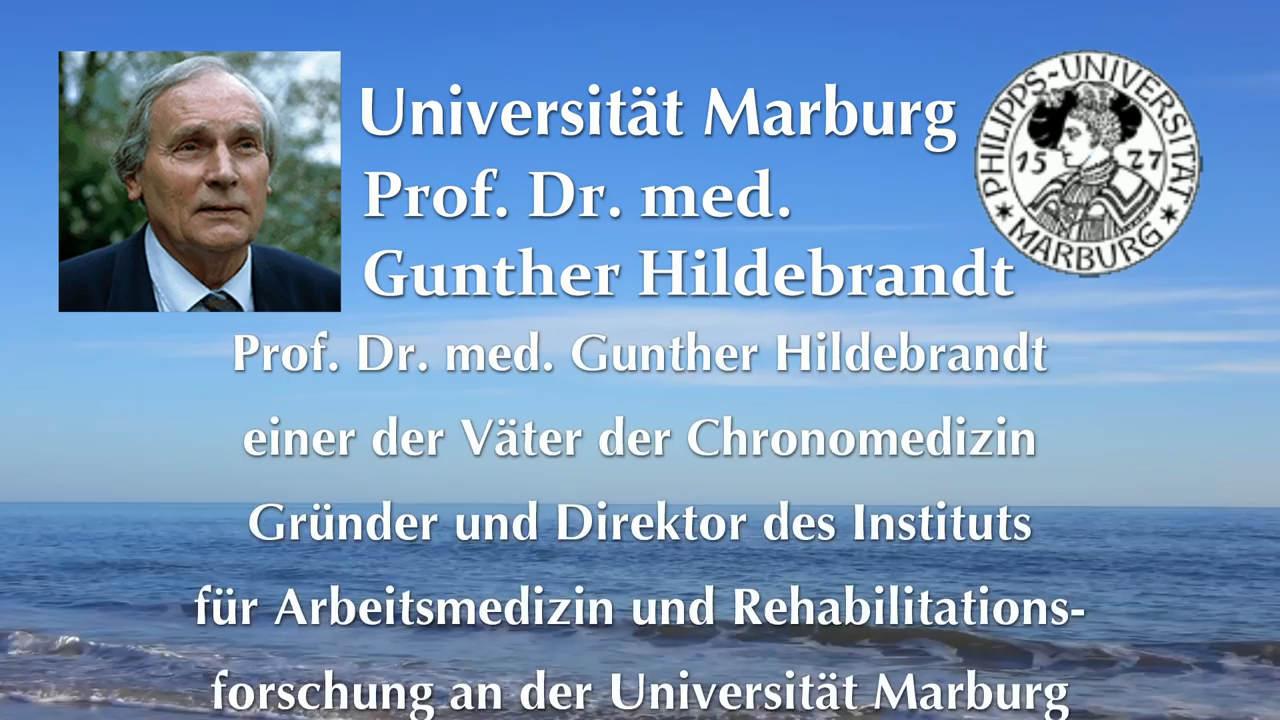 Universität Marburg
Prof. Dr. med.
Gunther Hildebrandt
PHILIPPS-UNIVERSITÄT
15 27
MARBURG
Prof. Dr. med. Gunther Hildebrandt
einer der Väter der Chronomedizin
Gründer und Direktor des Instituts
für Arbeitsmedizin und Rehabilitations-
forschung an der Universität Marburg